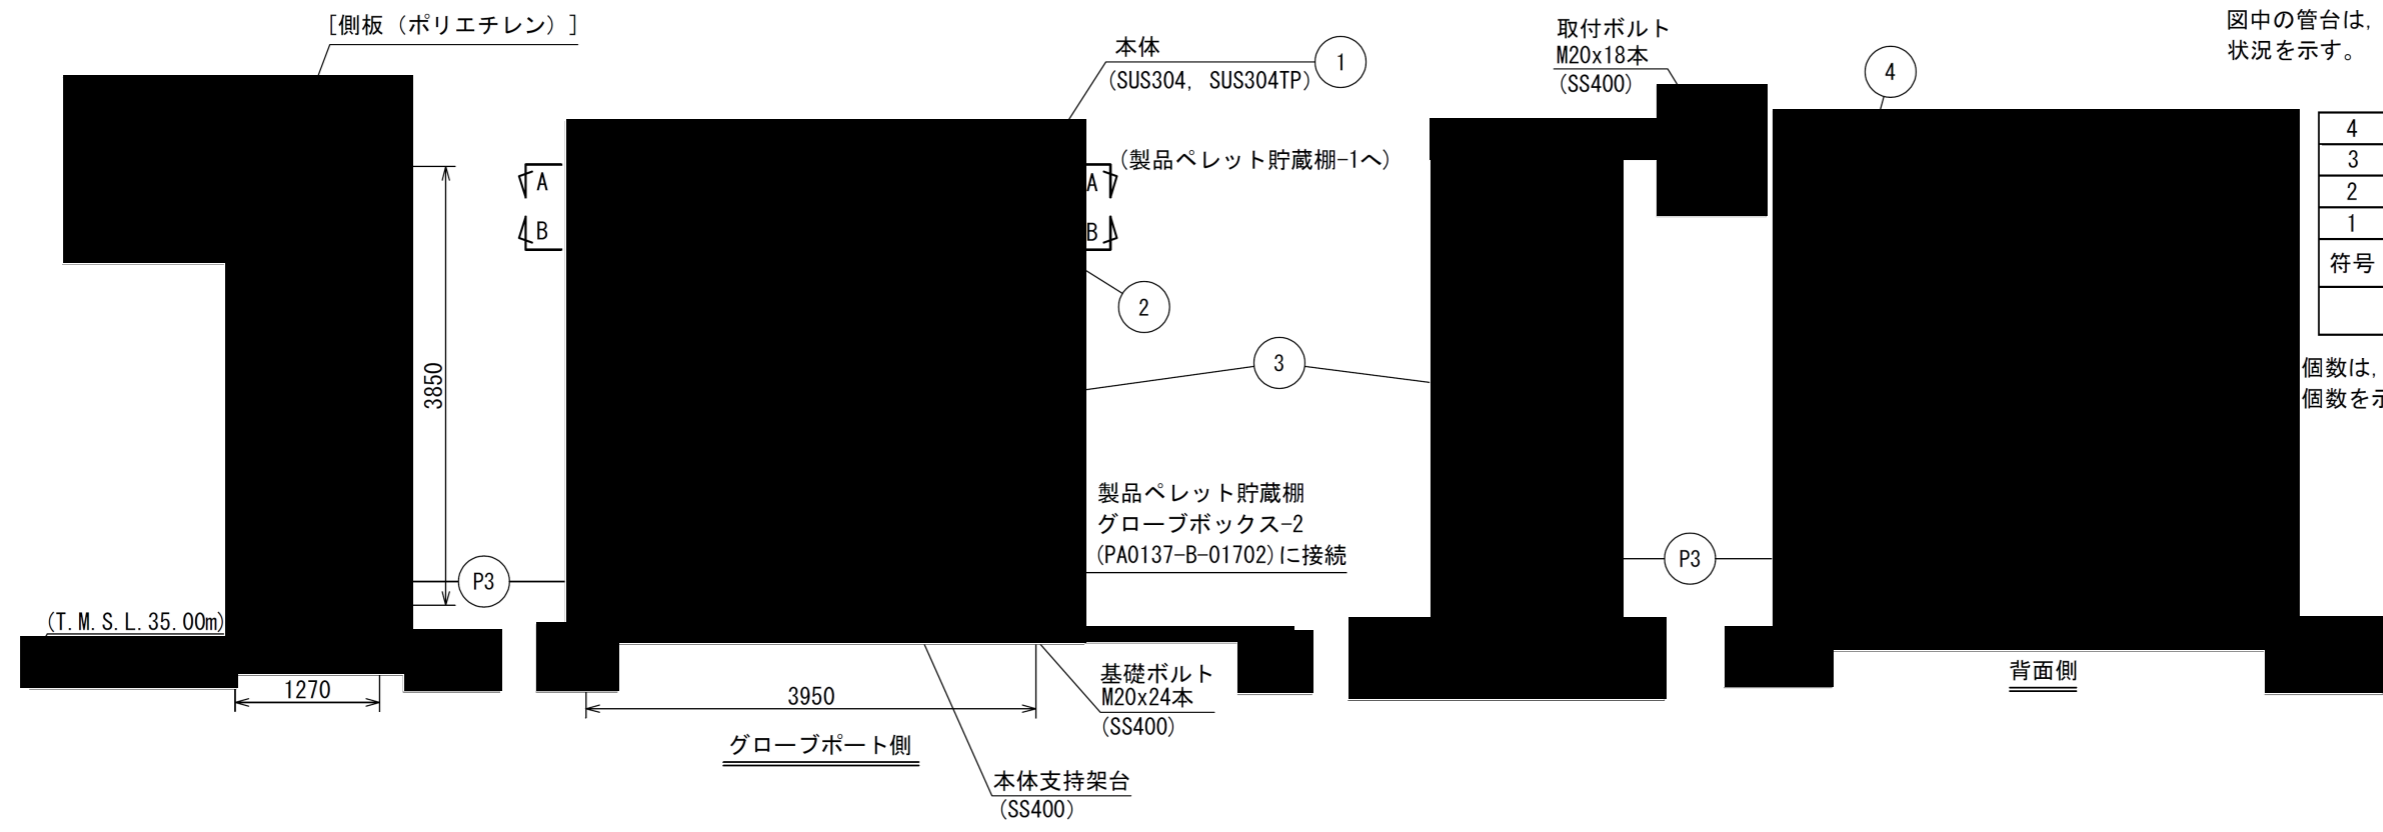 [側板(ポリエチレン)]
本体
(SUS304, SUS304TP)
1
取付ボルト
M20x18本
(SS400)
4
図中の管台は,
状況を示す。
4
3
2
1
符号
個数は,
A
B
A
B
(製品ペレット貯蔵棚-1へ)
2
3
3850
製品ペレット貯蔵棚
グローブボックス-2
(PA0137-B-01702)に接続
P3
P3
(T.M.S.L.35.00m)
1270
3950
基礎ボルト
M20x24本
(SS400)
グローブポート側
本体支持架台
(SS400)
背面側
個数を